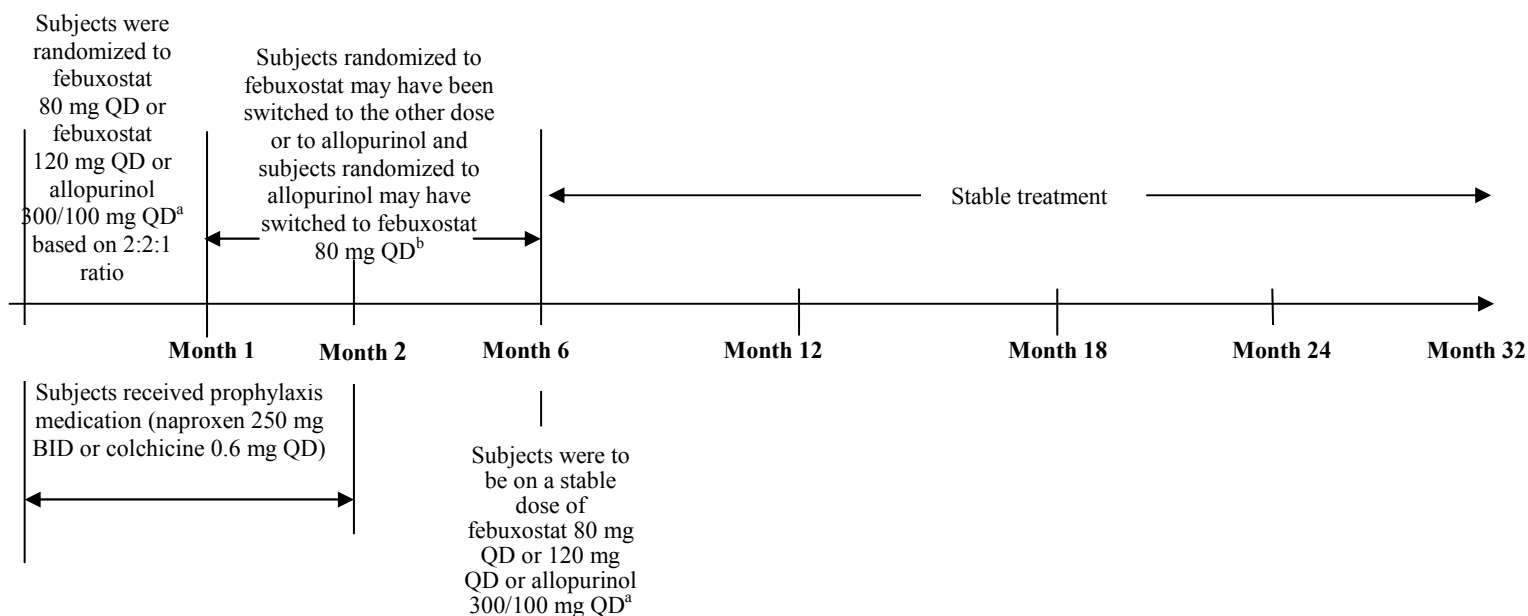 Subjects were
randomized to
febuxostat
80 mg QD or
febuxostat
120 mg QD or
allopurinol
300/100 mg QDᵃ
based on 2:2:1
ratio
Subjects randomized to
febuxostat may have been
switched to the other dose
or to allopurinol and
subjects randomized to
allopurinol may have
switched to febuxostat
80 mg QDᵇ
Stable treatment
Month 1
Month 2
Month 6
Month 12
Month 18
Month 24
Month 32
Subjects received prophylaxis
medication (naproxen 250 mg
BID or colchicine 0.6 mg QD)
Subjects were to
be on a stable
dose of
febuxostat 80 mg
QD or 120 mg
QD or allopurinol
300/100 mg QDᵃ